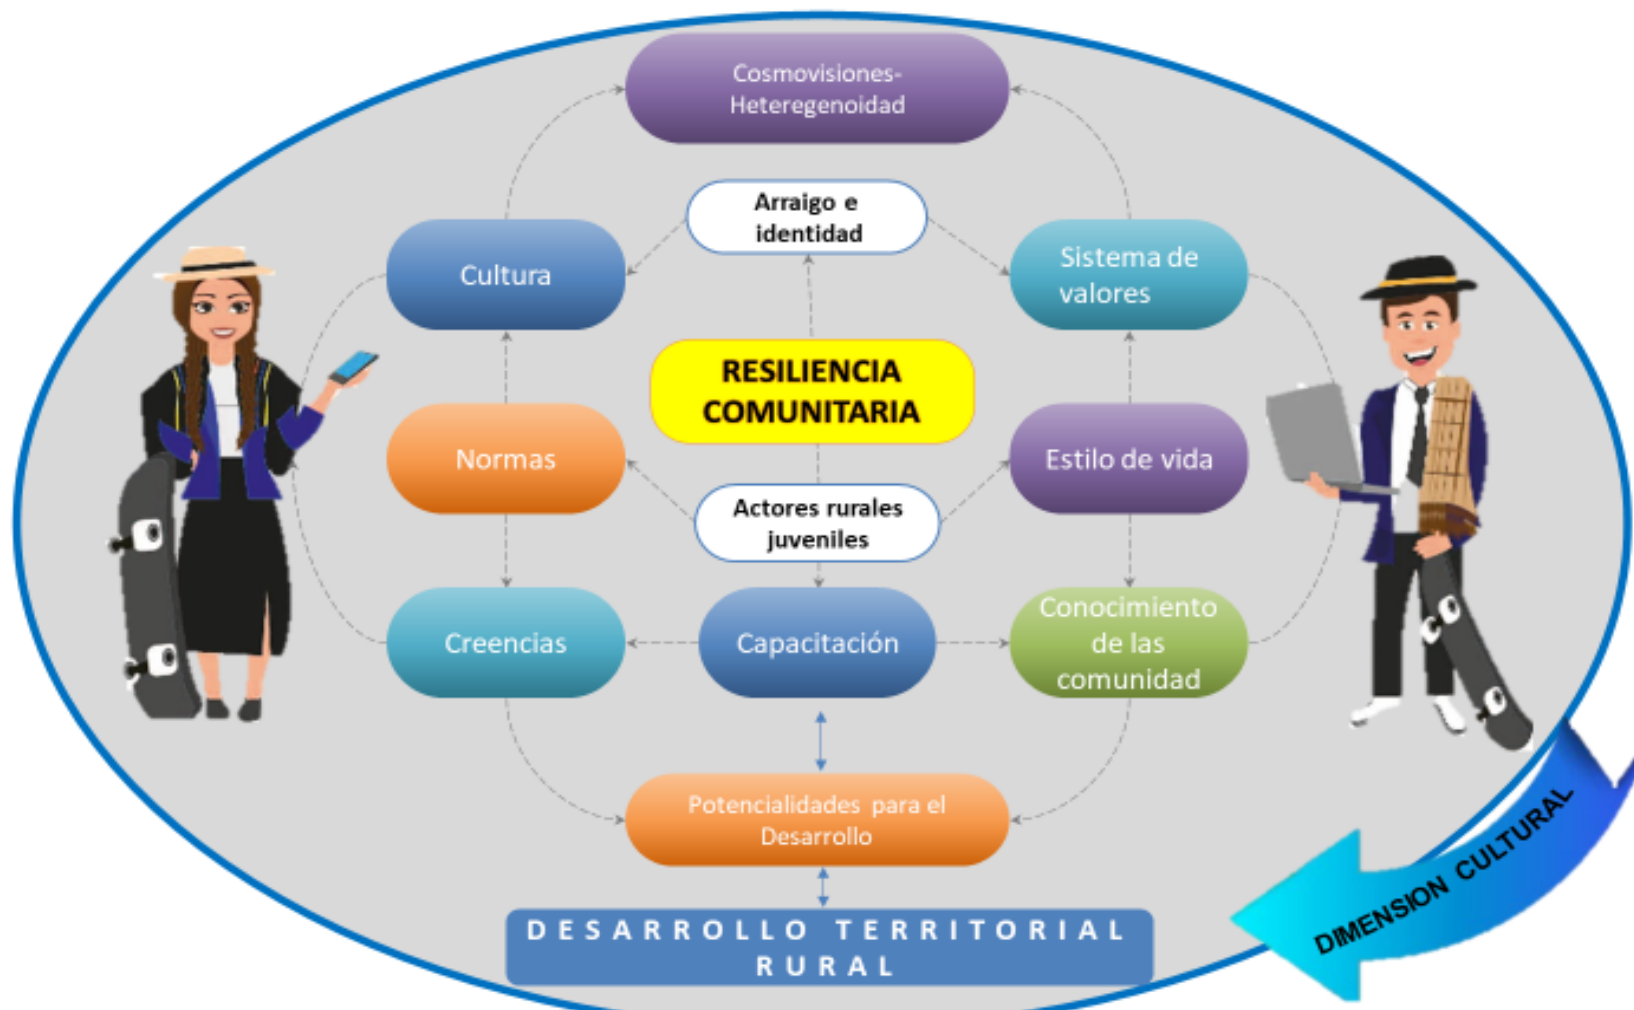 Cosmovisiones-
Heteregenoidad
Arraigo e
identidad
Cultura
Sistema de
valores
RESILIENCIA
COMUNITARIA
Normas
Estilo de vida
Actores rurales
juveniles
Creencias
Capacitación
Conocimiento
de las
comunidad
Potencialidades para el
Desarrollo
DIMENSION CULTURAL
DESARROLLO TERRITORIAL
RURAL